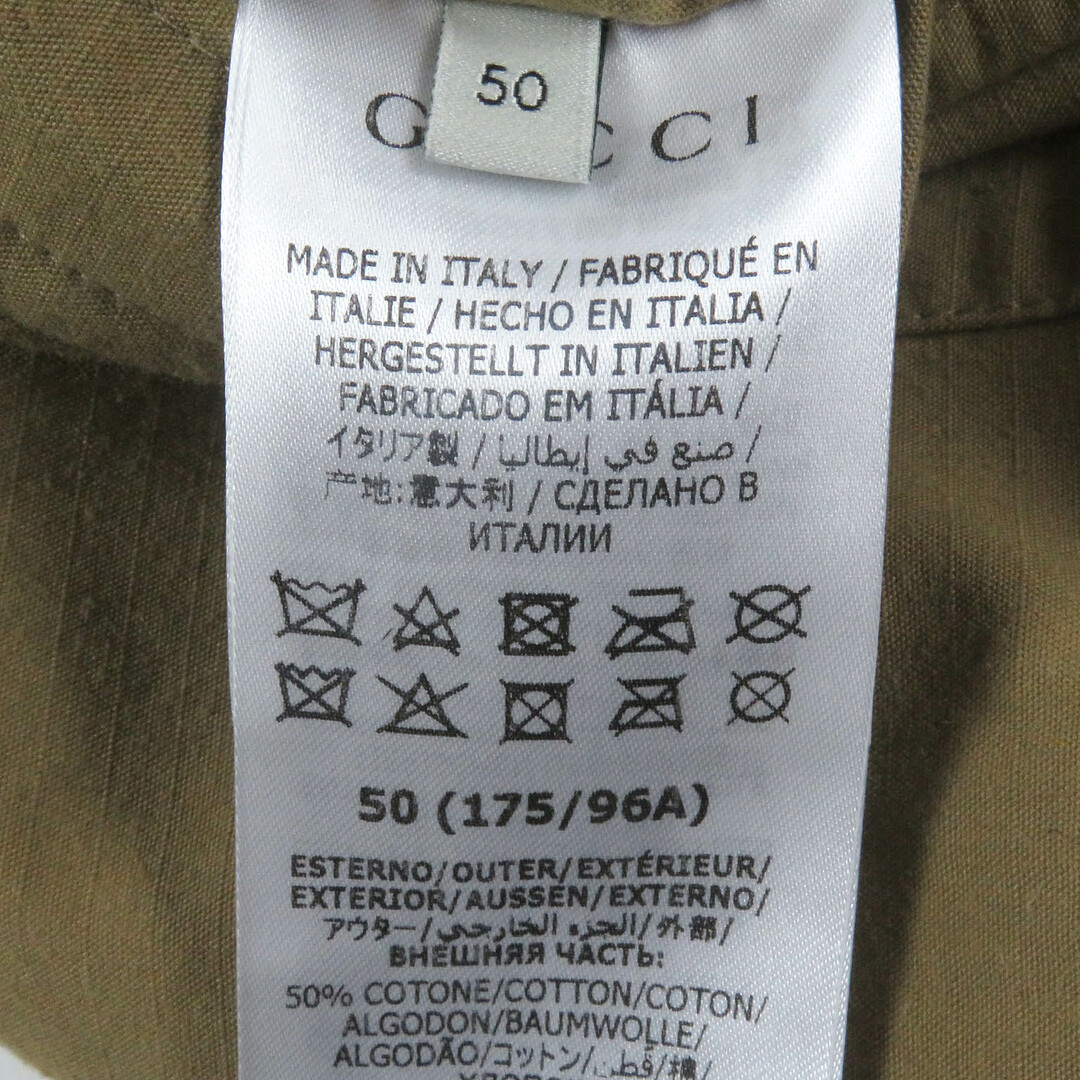 50
G CCI
MADE IN ITALY / FABRIQUÉ EN
ITALIE / HECHO EN ITALIA /
HERGESTELLT IN ITALIEN /
FABRICADO EM ITÁLIA /
イタリア製 / صنع في إيطاليا /
产地:意大利 / СДЕЛАНО В
ИТАЛИИ
50 (175/96A)
ESTERNO/OUTER/EXTÉRIEUR/
EXTERIOR/AUSSEN/EXTERNO/
アウター/الجزء الخارجي/外部/
ВНЕШНЯЯ ЧАСТЬ:
50% COTONE/COTTON/COTON/
ALGODON/BAUMWOLLE/
ALGODÃO/コットン/قطن/